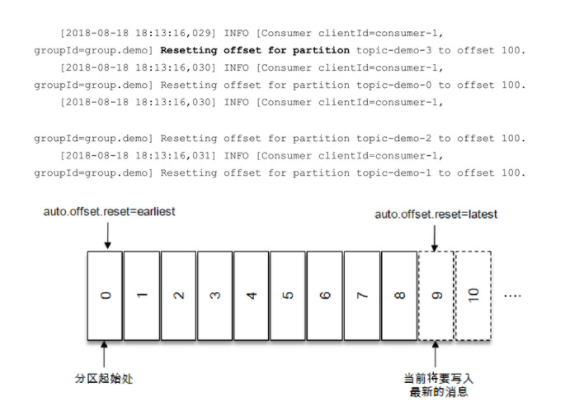 [2018-08-18 18:13:16,029] INFO [Consumer clientId=consumer-1,
groupId=group.demo] Resetting offset for partition topic-demo-3 to offset 100.
[2018-08-18 18:13:16,030] INFO [Consumer clientId=consumer-1,
groupId=group.demo] Resetting offset for partition topic-demo-0 to offset 100.
[2018-08-18 18:13:16,030] INFO [Consumer clientId=consumer-1,
groupId=group.demo] Resetting offset for partition topic-demo-2 to offset 100.
[2018-08-18 18:13:16,031] INFO [Consumer clientId=consumer-1,
groupId=group.demo] Resetting offset for partition topic-demo-1 to offset 100.
auto.offset.reset=earliest
auto.offset.reset=latest
0 1 2 3 4 5 6 7 8 9 10 ....
分区起始处
当前将要写入
最新的消息